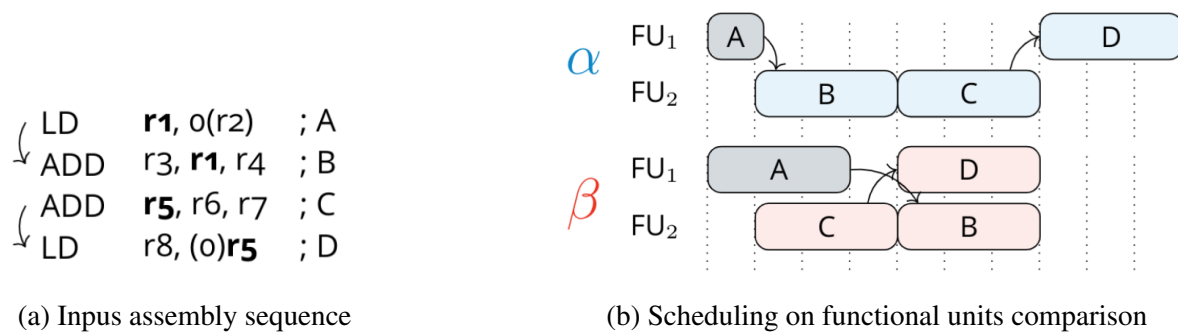 LD r1, 0(r2) ; A
ADD r3, r1, r4 ; B
ADD r5, r6, r7 ; C
LD r8, (0)r5 ; D
(a) Inpus assembly sequence
α
FU1 A D
FU2 B C
β
FU1 A D
FU2 C B
(b) Scheduling on functional units comparison